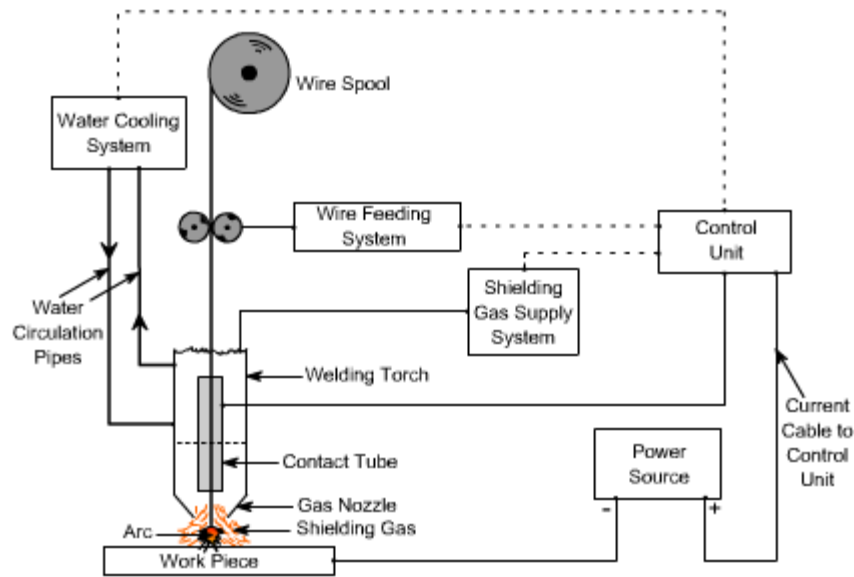 Wire Spool
Water Cooling
System
Wire Feeding
System
Control
Unit
Shielding
Gas Supply
System
Water
Circulation
Pipes
Welding Torch
Current
Cable to
Control
Unit
Power
Source
- +
Contact Tube
Gas Nozzle
Shielding Gas
Arc
Work Piece